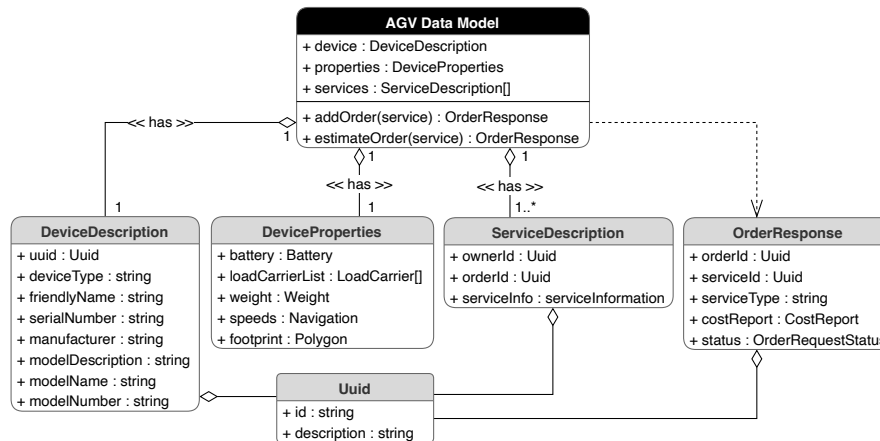 AGV Data Model
+ device : DeviceDescription
+ properties : DeviceProperties
+ services : ServiceDescription[]
+ addOrder(service) : OrderResponse
+ estimateOrder(service) : OrderResponse
<< has >>
1
1
1
<< has >>
<< has >>
1
1
1..*
DeviceDescription
+ uuid : Uuid
+ deviceType : string
+ friendlyName : string
+ serialNumber : string
+ manufacturer : string
+ modelDescription : string
+ modelName : string
+ modelNumber : string
DeviceProperties
+ battery : Battery
+ loadCarrierList : LoadCarrier[]
+ weight : Weight
+ speeds : Navigation
+ footprint : Polygon
ServiceDescription
+ ownerId : Uuid
+ orderId : Uuid
+ serviceInfo : serviceInformation
OrderResponse
+ orderId : Uuid
+ serviceId : Uuid
+ serviceType : string
+ costReport : CostReport
+ status : OrderRequestStatus
Uuid
+ id : string
+ description : string